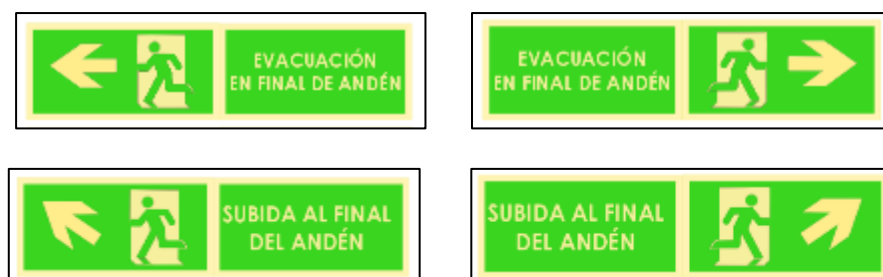 EVACUACIÓN
EN FINAL DE ANDÉN
EVACUACIÓN
EN FINAL DE ANDÉN
SUBIDA AL FINAL
DEL ANDÉN
SUBIDA AL FINAL
DEL ANDÉN